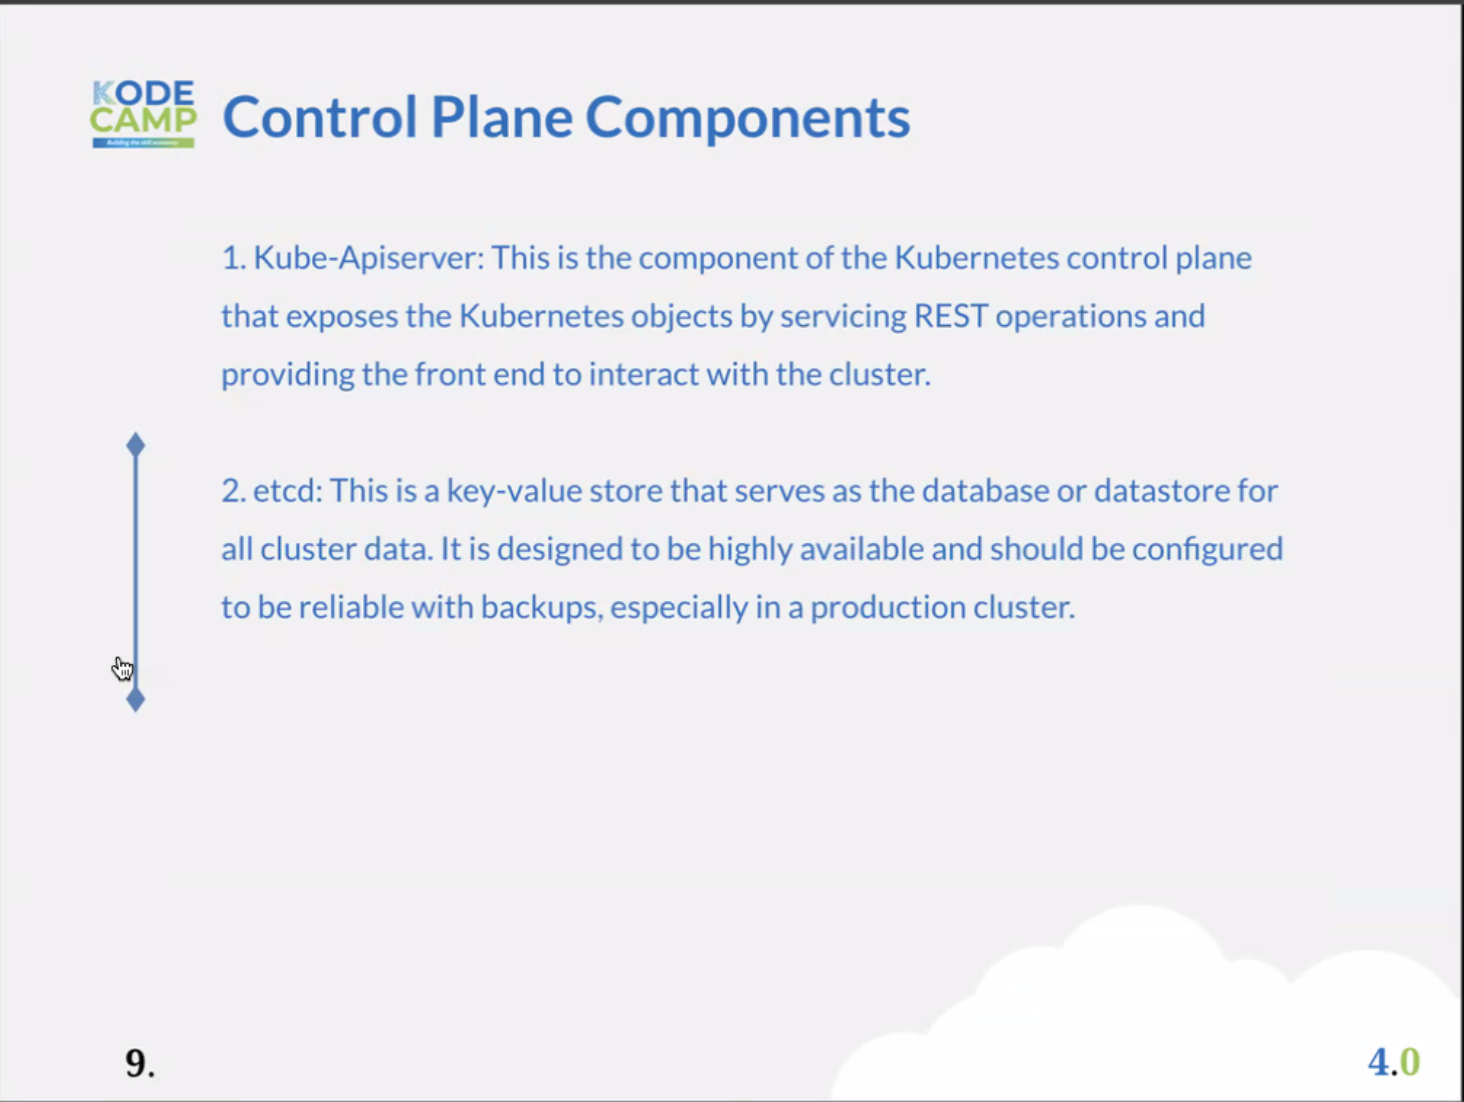 KODE
CAMP
Building the skill economy
Control Plane Components
1. Kube-Apiserver: This is the component of the Kubernetes control plane
that exposes the Kubernetes objects by servicing REST operations and
providing the front end to interact with the cluster.
2. etcd: This is a key-value store that serves as the database or datastore for
all cluster data. It is designed to be highly available and should be configured
to be reliable with backups, especially in a production cluster.
9.
4.0